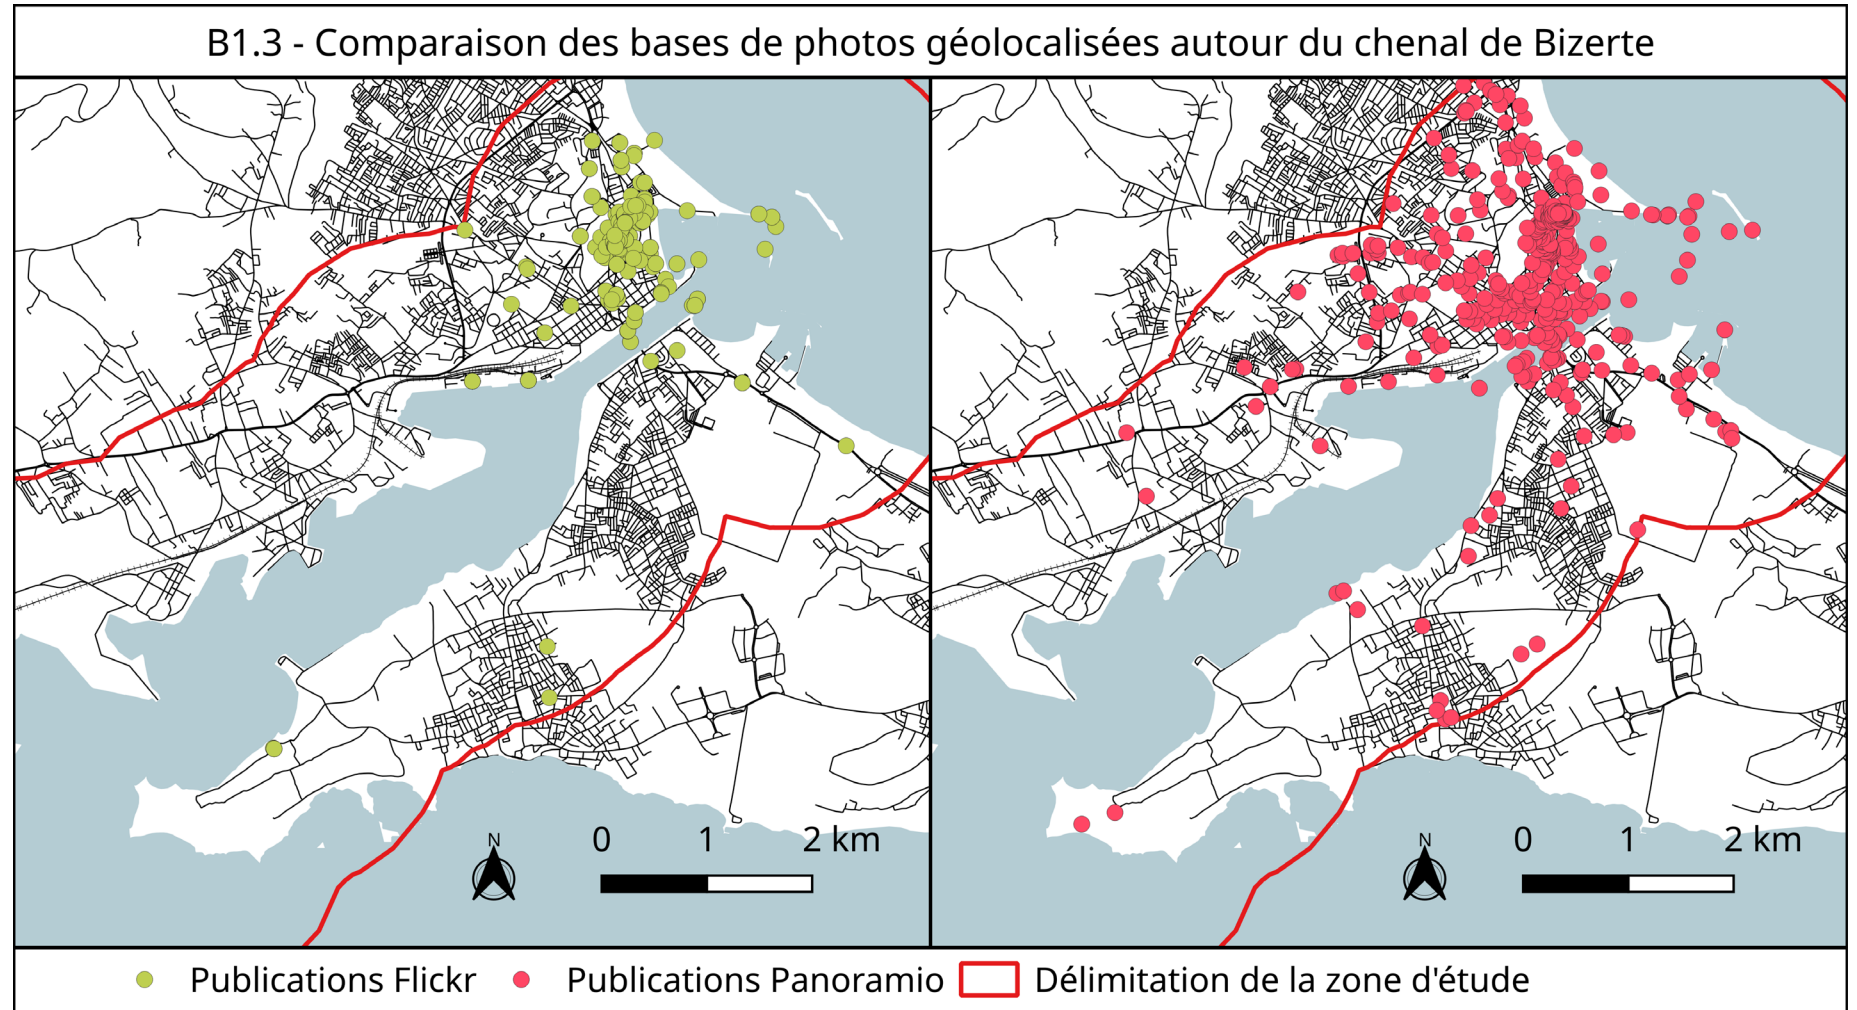 B1.3 - Comparaison des bases de photos géolocalisées autour du chenal de Bizerte
N
0 1 2 km
N
0 1 2 km
Publications Flickr Publications Panoramio Délimitation de la zone d'étude